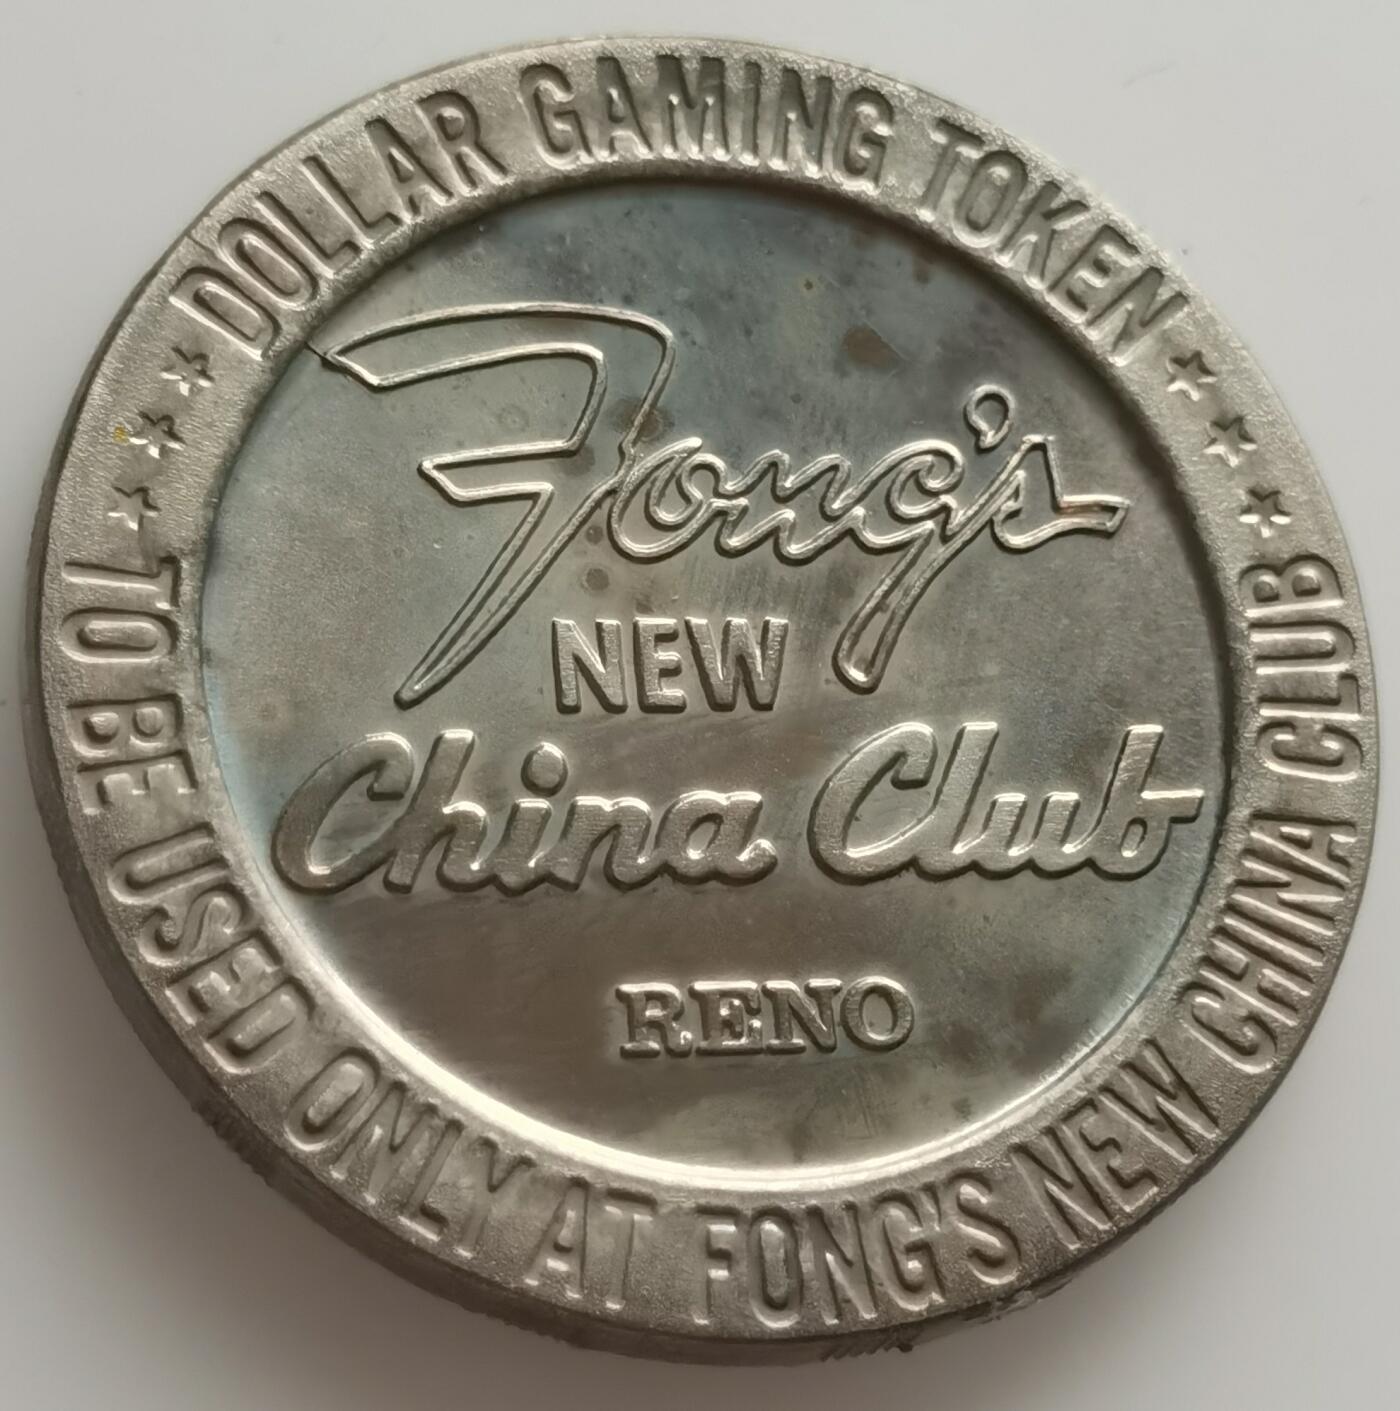 DOLLAR GAMING TOKEN
Fong's
NEW
China Club
RENO
TO BE USED ONLY AT FONG'S NEW CHINA CLUB